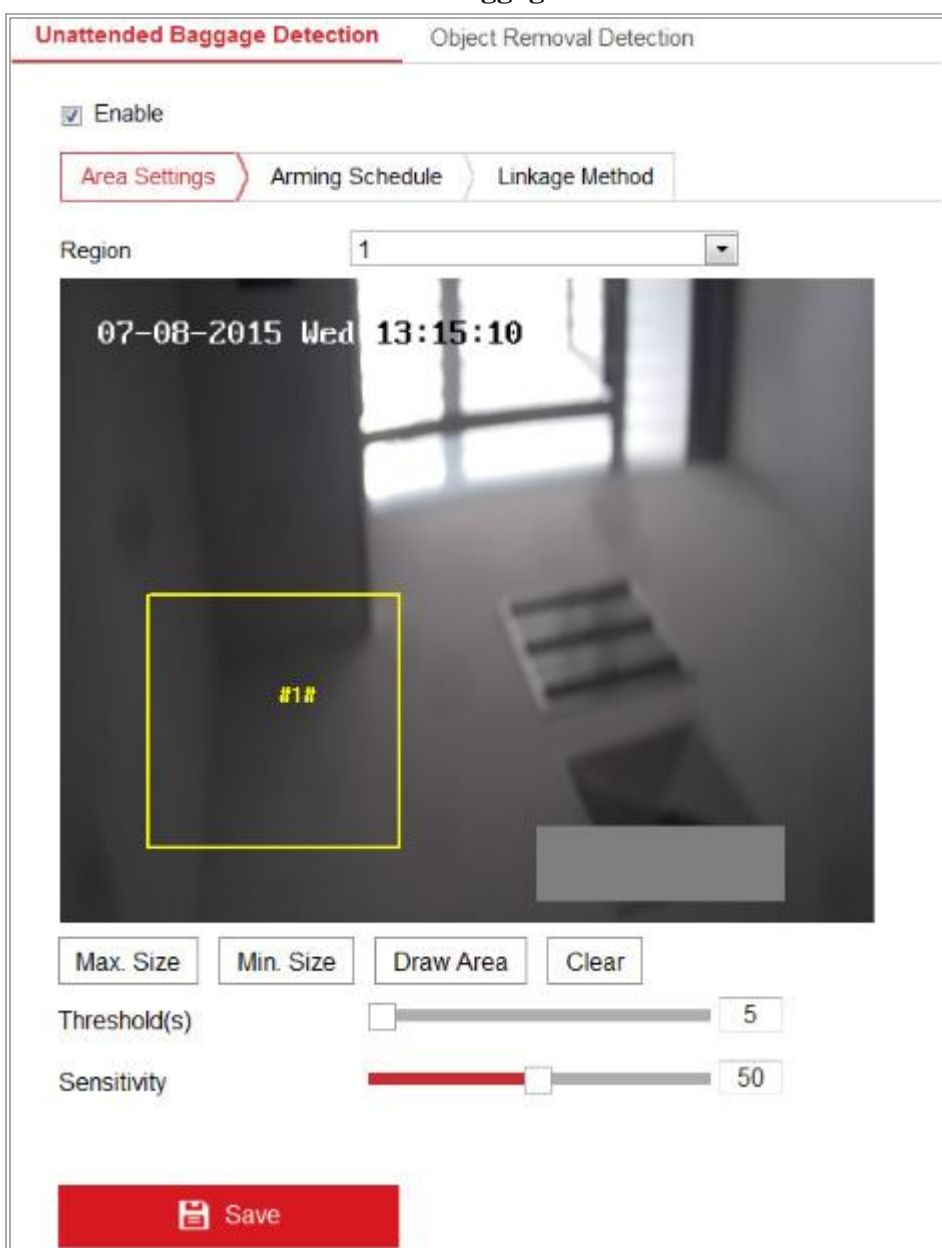 Unattended Baggage Detection Object Removal Detection
Enable
Area Settings Arming Schedule Linkage Method
Region 1
07-08-2015 Wed 13:15:10
#1#
Max. Size Min. Size Draw Area Clear
Threshold(s) 5
Sensitivity 50
Save